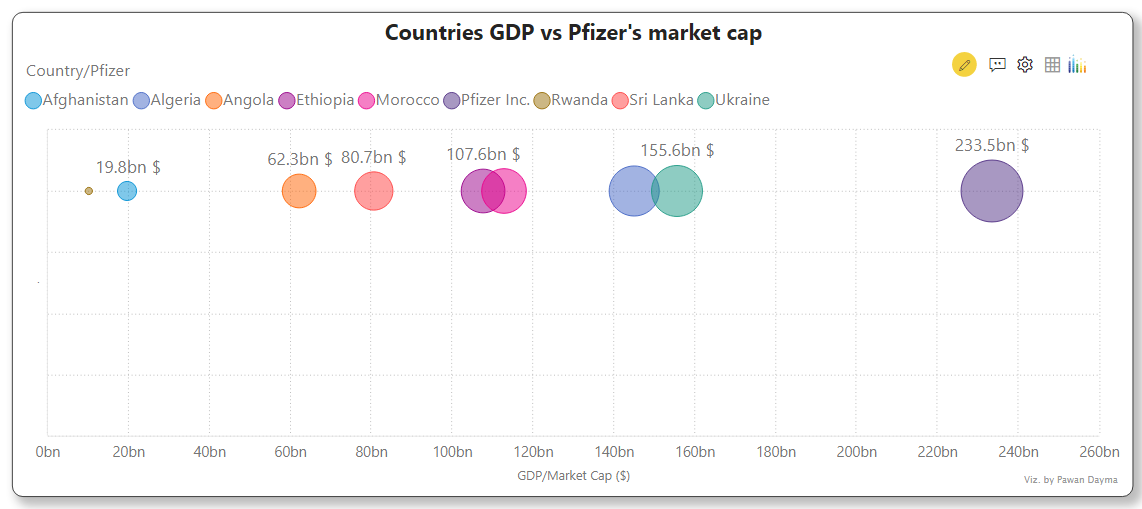 Countries GDP vs Pfizer's market cap
Country/Pfizer
Afghanistan Algeria Angola Ethiopia Morocco Pfizer Inc. Rwanda Sri Lanka Ukraine
19.8bn $ 62.3bn $ 80.7bn $ 107.6bn $ 155.6bn $ 233.5bn $
0bn 20bn 40bn 60bn 80bn 100bn 120bn 140bn 160bn 180bn 200bn 220bn 240bn 260bn
GDP/Market Cap ($)
Viz. by Pawan Dayma